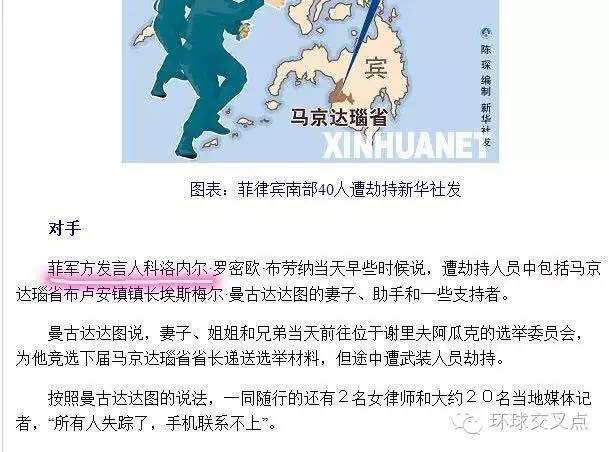 宾
马京达瑙省
XINHUANET
陈琛 编制 新华社发
图表：菲律宾南部40人遭劫持新华社发
对手
菲军方发言人科洛内尔·罗密欧·布劳纳当天早些时候说，遭劫持人员中包括马京
达瑙省布卢安镇镇长埃斯梅尔·曼古达达图的妻子、助手和一些支持者。
曼古达达图说，妻子、姐姐和兄弟当天前往位于谢里夫阿瓜克的选举委员会，
为他竞选下届马京达瑙省省长递送选举材料，但途中遭武装人员劫持。
按照曼古达达图的说法，一同随行的还有２名女律师和大约２０名当地媒体记
者，“所有人失踪了，手机联系不上”。
环球交叉点